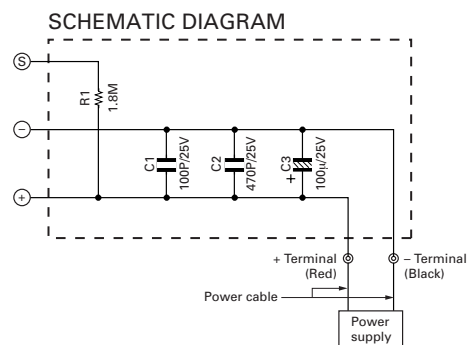 SCHEMATIC DIAGRAM
S
R1
1.8M
−
C1
100P/25V
C2
470P/25V
C3
100µ/25V
+
+
+ Terminal
(Red)
− Terminal
(Black)
Power cable
Power
supply